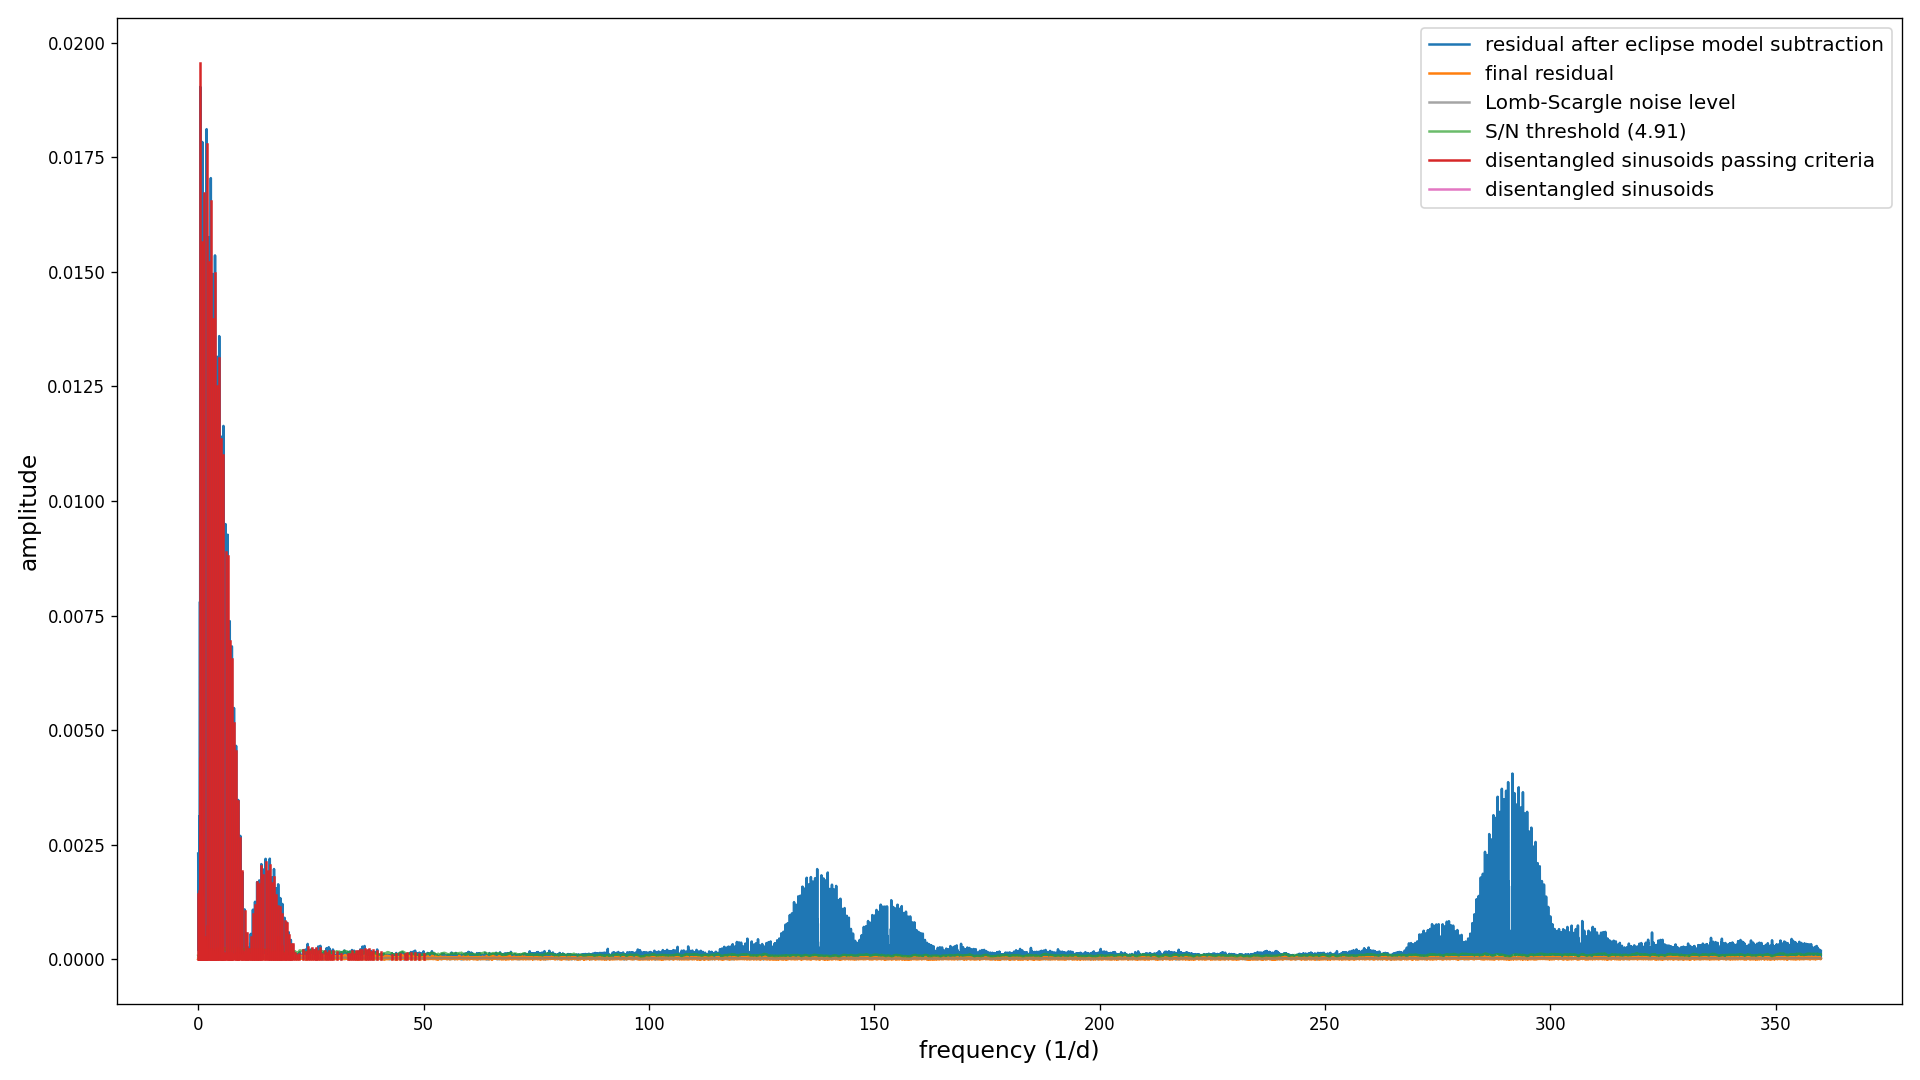 0.0200
0.0175
0.0150
0.0125
0.0100
0.0075
0.0050
0.0025
0.0000
amplitude
residual after eclipse model subtraction
final residual
Lomb-Scargle noise level
S/N threshold (4.91)
disentangled sinusoids passing criteria
disentangled sinusoids
0 50 100 150 200 250 300 350
frequency (1/d)